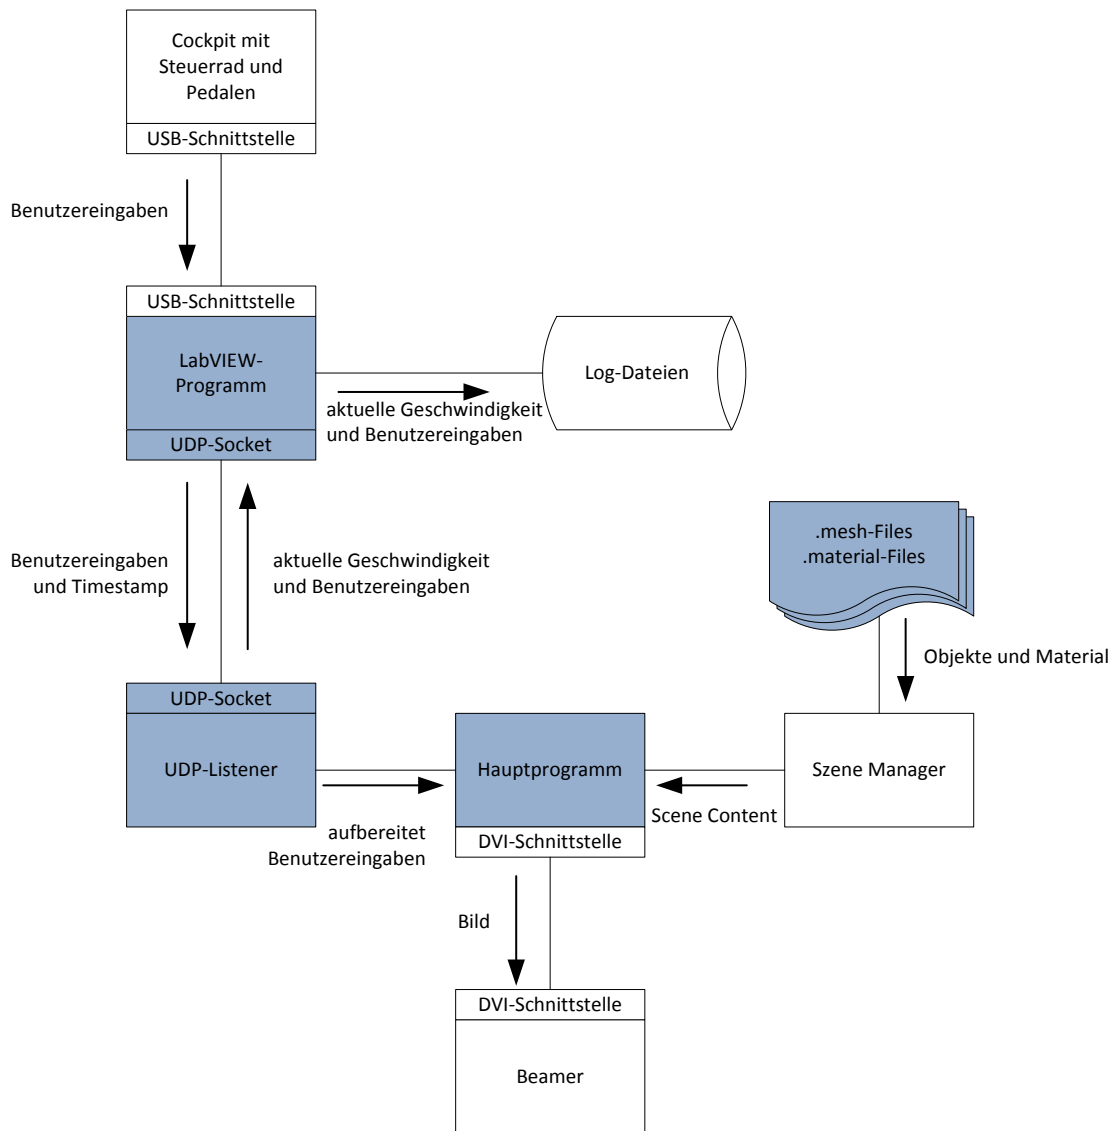 Cockpit mit
Steuerrad und
Pedalen
USB-Schnittstelle
Benutzereingaben
USB-Schnittstelle
LabVIEW-
Programm
UDP-Socket
aktuelle Geschwindigkeit
und Benutzereingaben
Log-Dateien
Benutzereingaben
und Timestamp
aktuelle Geschwindigkeit
und Benutzereingaben
.mesh-Files
.material-Files
Objekte und Material
UDP-Socket
UDP-Listener
aufbereitet
Benutzereingaben
Hauptprogramm
DVI-Schnittstelle
Scene Content
Szene Manager
Bild
DVI-Schnittstelle
Beamer